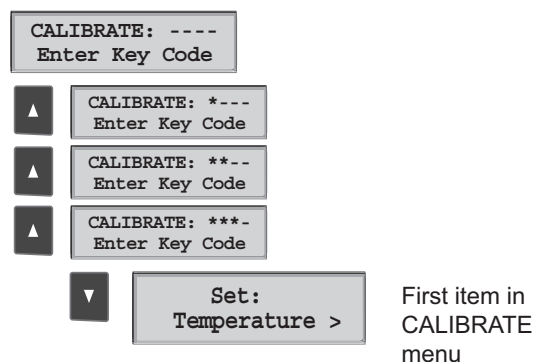 CALIBRATE: ----
Enter Key Code
CALIBRATE: *---
Enter Key Code
CALIBRATE: **--
Enter Key Code
CALIBRATE: ***-
Enter Key Code
Set:
Temperature >
First item in
CALIBRATE
menu